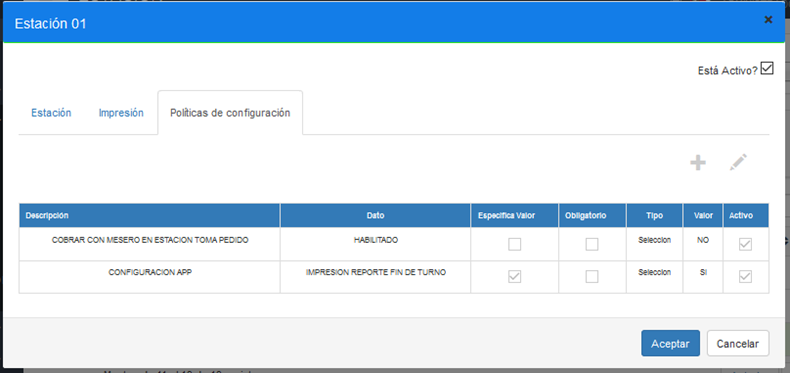 Estación 01
×
Está Activo?
Estación Impresión Políticas de configuración
Descripción Dato Especifica Valor Obligatorio Tipo Valor Activo
COBRAR CON MESERO EN ESTACION TOMA PEDIDO HABILITADO Seleccion NO
CONFIGURACION APP IMPRESION REPORTE FIN DE TURNO Seleccion SI
Aceptar Cancelar